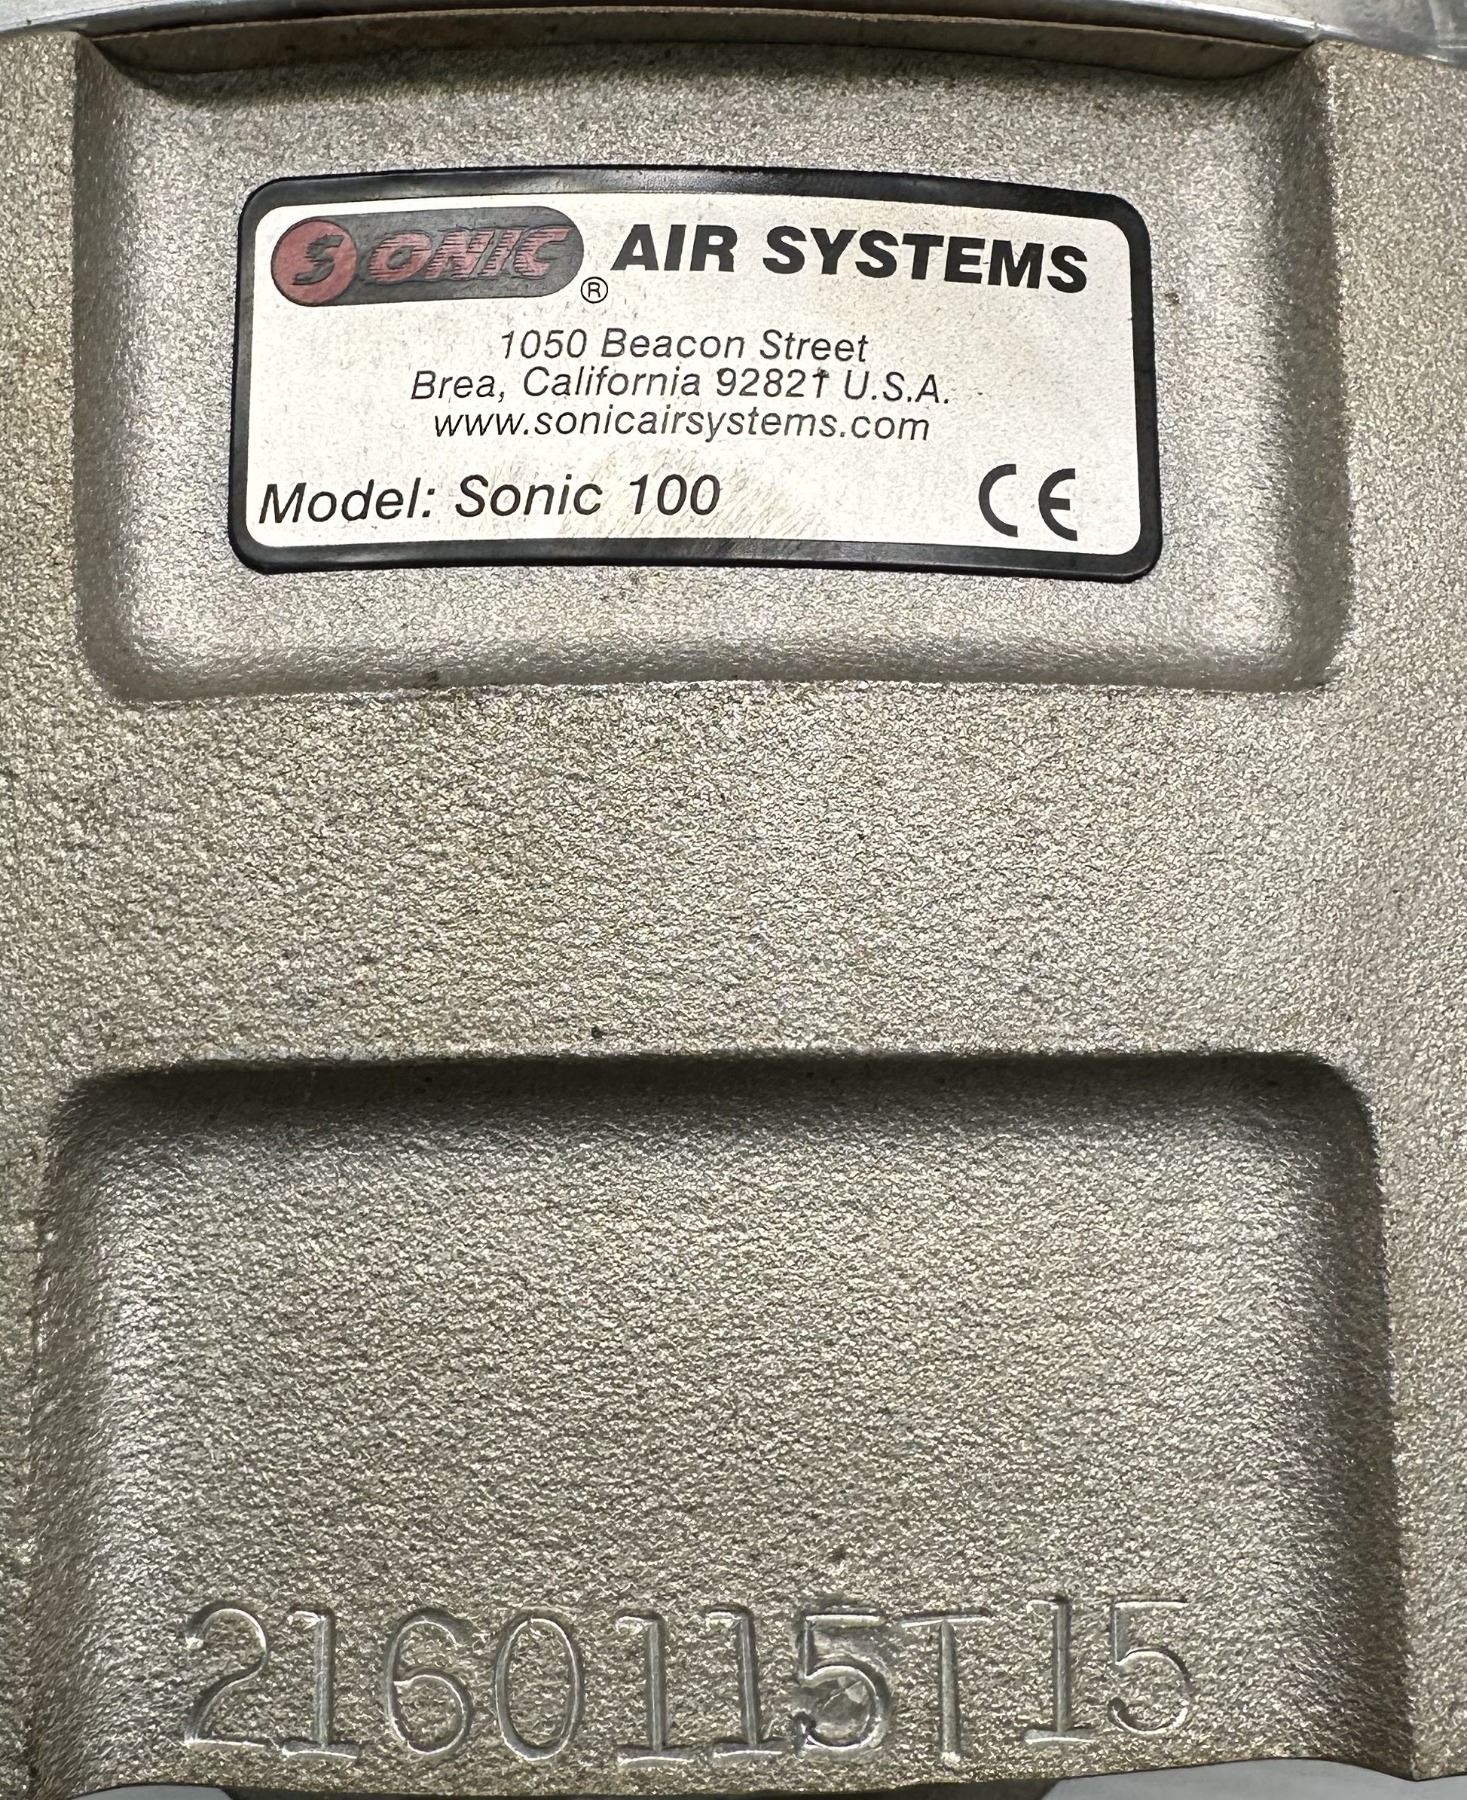 SONIC® AIR SYSTEMS
1050 Beacon Street
Brea, California 92821 U.S.A.
www.sonicairsystems.com
Model: Sonic 100 CE
2160115T15